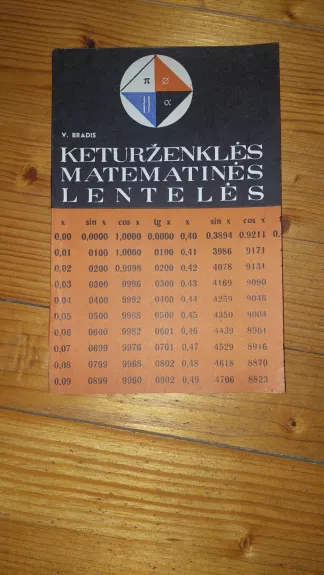 π ∅
|| α
V. BRADIS
KETURŽENKLĖS
MATEMATINĖS
LENTELĖS
x sin x cos x tg x x sin x cos x
0,00 0,0000 1,0000 0,0000 0,40 0,3894 0,9211 0.
0,01 0100 1,0000 0100 0,41 3986 9171
0,02 0200 0,9998 0200 0,42 4078 9131
0,03 0300 9996 0300 0,43 4169 9090
0,04 0400 9992 0400 0,44 4259 9048
0,05 0500 9988 0500 0,45 4350 9004
0,06 0600 9982 0601 0,46 4439 8961
0,07 0699 9976 0701 0,47 4529 8916
0,08 0799 9968 0802 0,48 4618 8870
0,09 0899 9960 0902 0,49 4706 8823